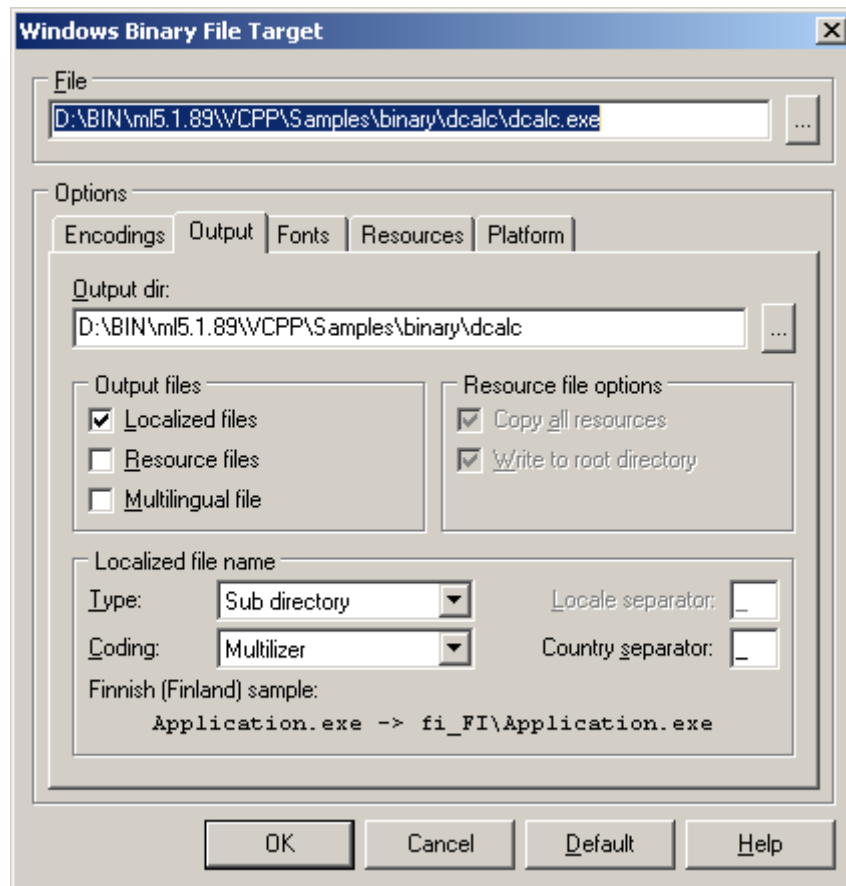 Windows Binary File Target
File
D:\BIN\ml5.1.89\VCPP\Samples\binary\dcalc\dcalc.exe
...
Options
Encodings Output Fonts Resources Platform
Output dir:
D:\BIN\ml5.1.89\VCPP\Samples\binary\dcalc
...
Output files Resource file options
Localized files Copy all resources
Resource files Write to root directory
Multilingual file
Localized file name
Type: Sub directory Locale separator: _
Coding: Multilizer Country separator: _
Finnish (Finland) sample:
Application.exe -> fi_FI\Application.exe
OK Cancel Default Help